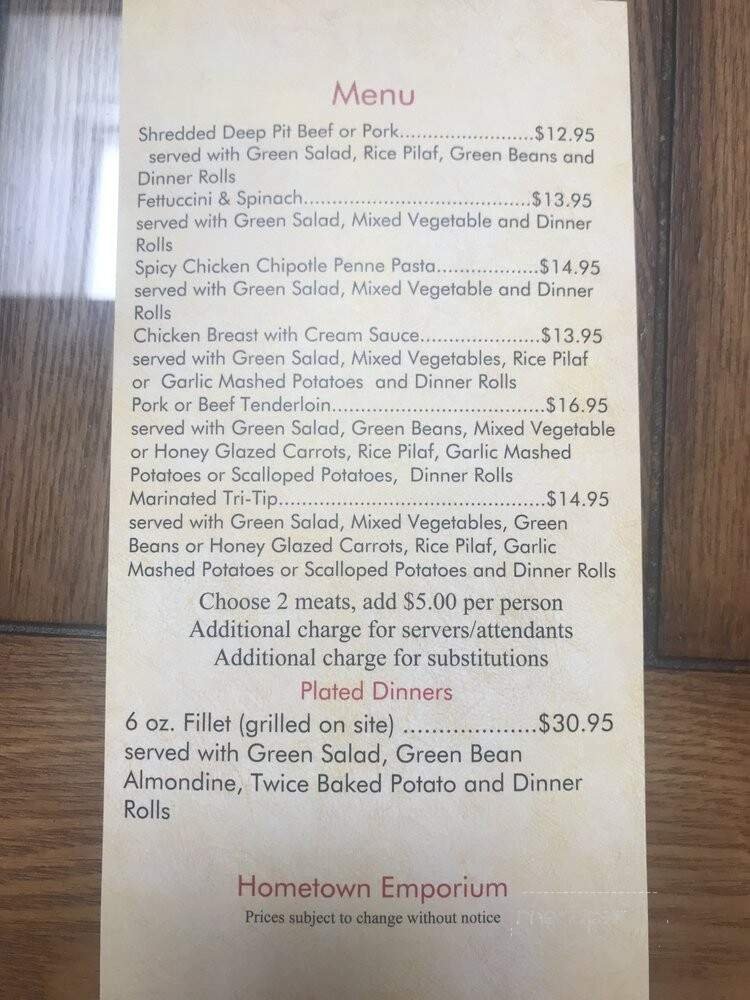 Menu
Shredded Deep Pit Beef or Pork..........................$12.95
served with Green Salad, Rice Pilaf, Green Beans and
Dinner Rolls
Fettuccini & Spinach.......................................$13.95
served with Green Salad, Mixed Vegetable and Dinner
Rolls
Spicy Chicken Chipotle Penne Pasta...................$14.95
served with Green Salad, Mixed Vegetable and Dinner
Rolls
Chicken Breast with Cream Sauce......................$13.95
served with Green Salad, Mixed Vegetables, Rice Pilaf
or Garlic Mashed Potatoes and Dinner Rolls
Pork or Beef Tenderloin......................................$16.95
served with Green Salad, Green Beans, Mixed Vegetable
or Honey Glazed Carrots, Rice Pilaf, Garlic Mashed
Potatoes or Scalloped Potatoes, Dinner Rolls
Marinated Tri-Tip...............................................$14.95
served with Green Salad, Mixed Vegetables, Green
Beans or Honey Glazed Carrots, Rice Pilaf, Garlic
Mashed Potatoes or Scalloped Potatoes and Dinner Rolls
Choose 2 meats, add $5.00 per person
Additional charge for servers/attendants
Additional charge for substitutions
Plated Dinners
6 oz. Fillet (grilled on site) ...................$30.95
served with Green Salad, Green Bean
Almondine, Twice Baked Potato and Dinner
Rolls
Hometown Emporium
Prices subject to change without notice